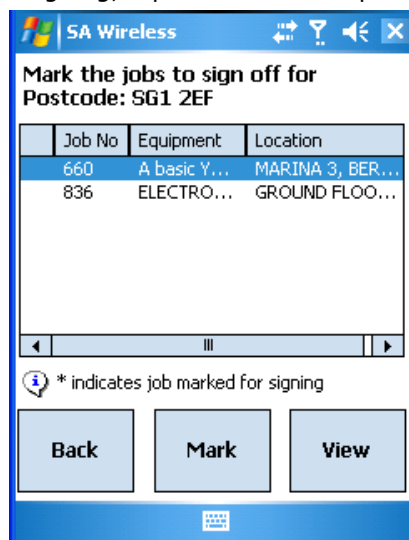 SA Wireless
Mark the jobs to sign off for
Postcode: SG1 2EF
Job No Equipment Location
660 A basic Y... MARINA 3, BER...
836 ELECTRO... GROUND FLOO...
* indicates job marked for signing
Back Mark View